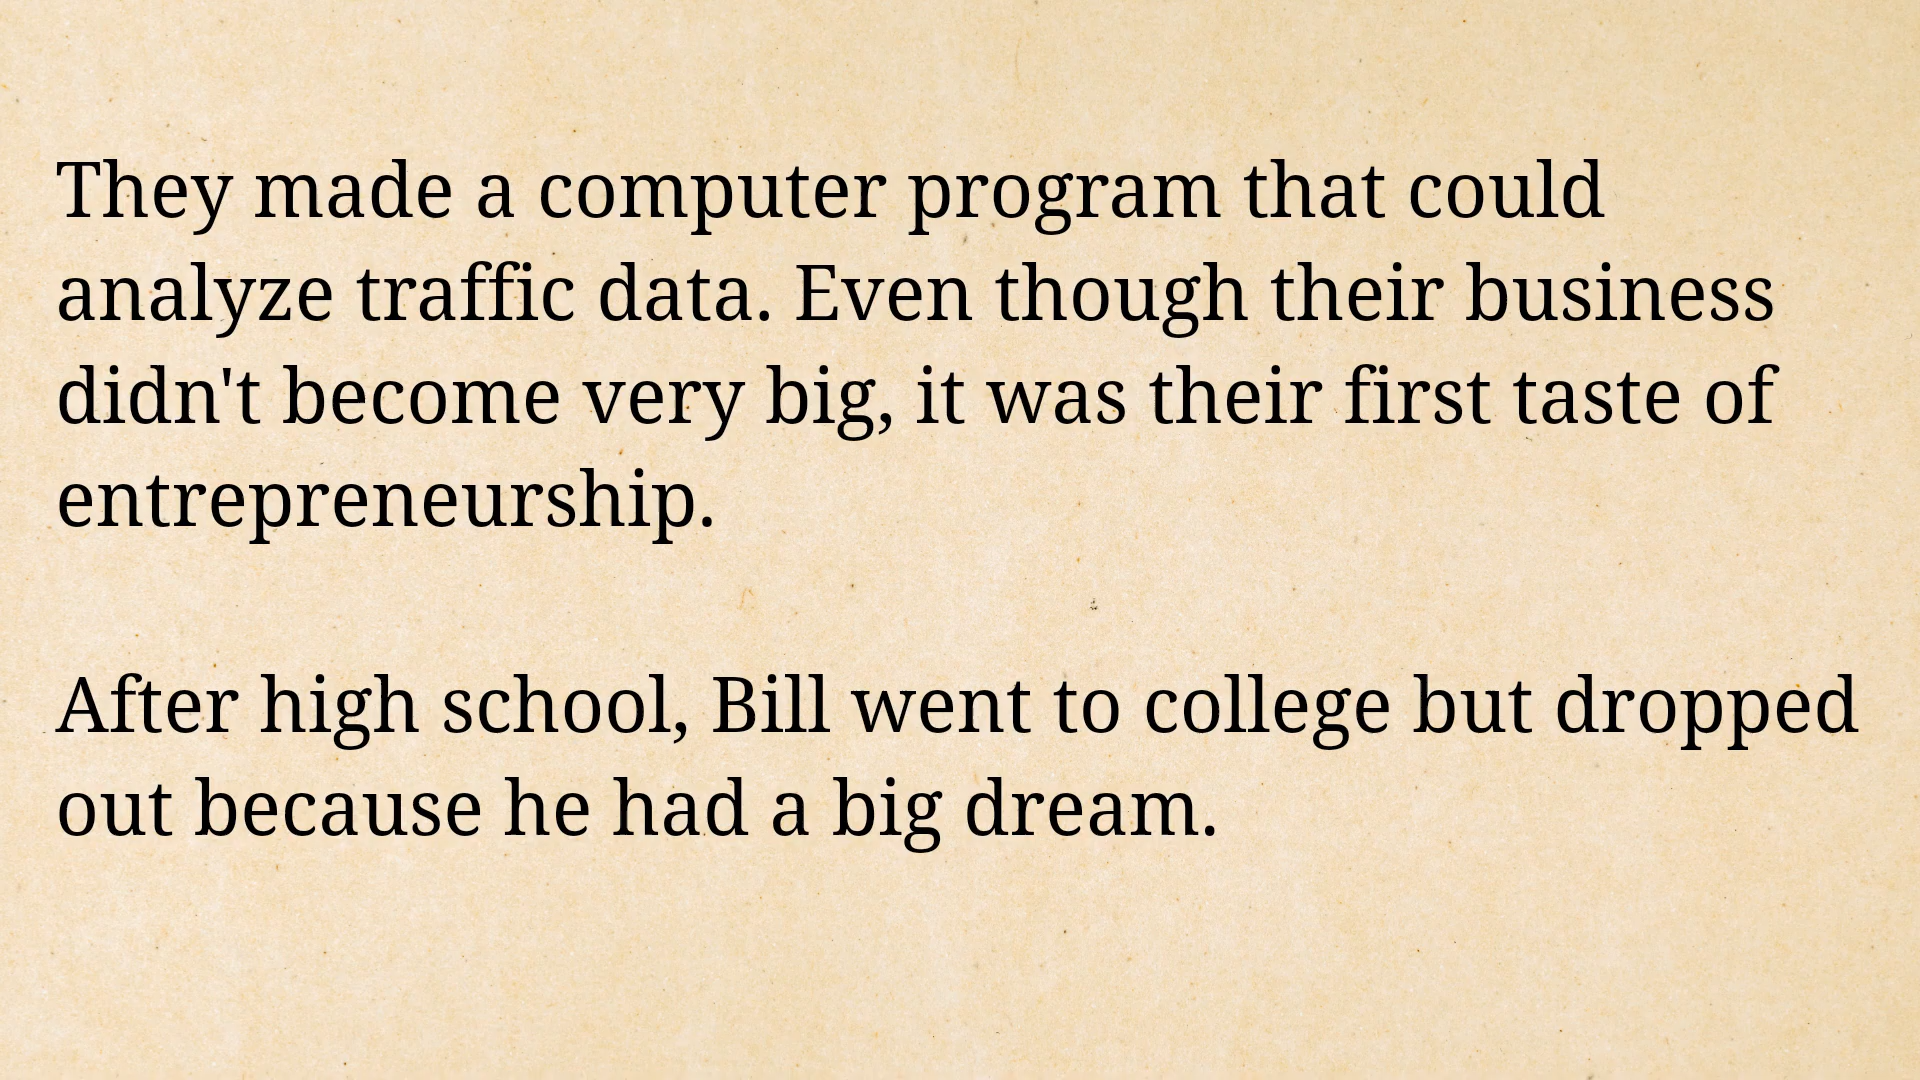 They made a computer program that could
analyze traffic data. Even though their business
didn't become very big, it was their first taste of
entrepreneurship.
After high school, Bill went to college but dropped
out because he had a big dream.